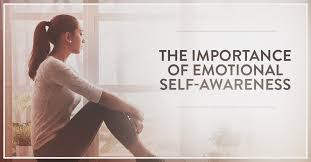 THE IMPORTANCE
OF EMOTIONAL
SELF-AWARENESS